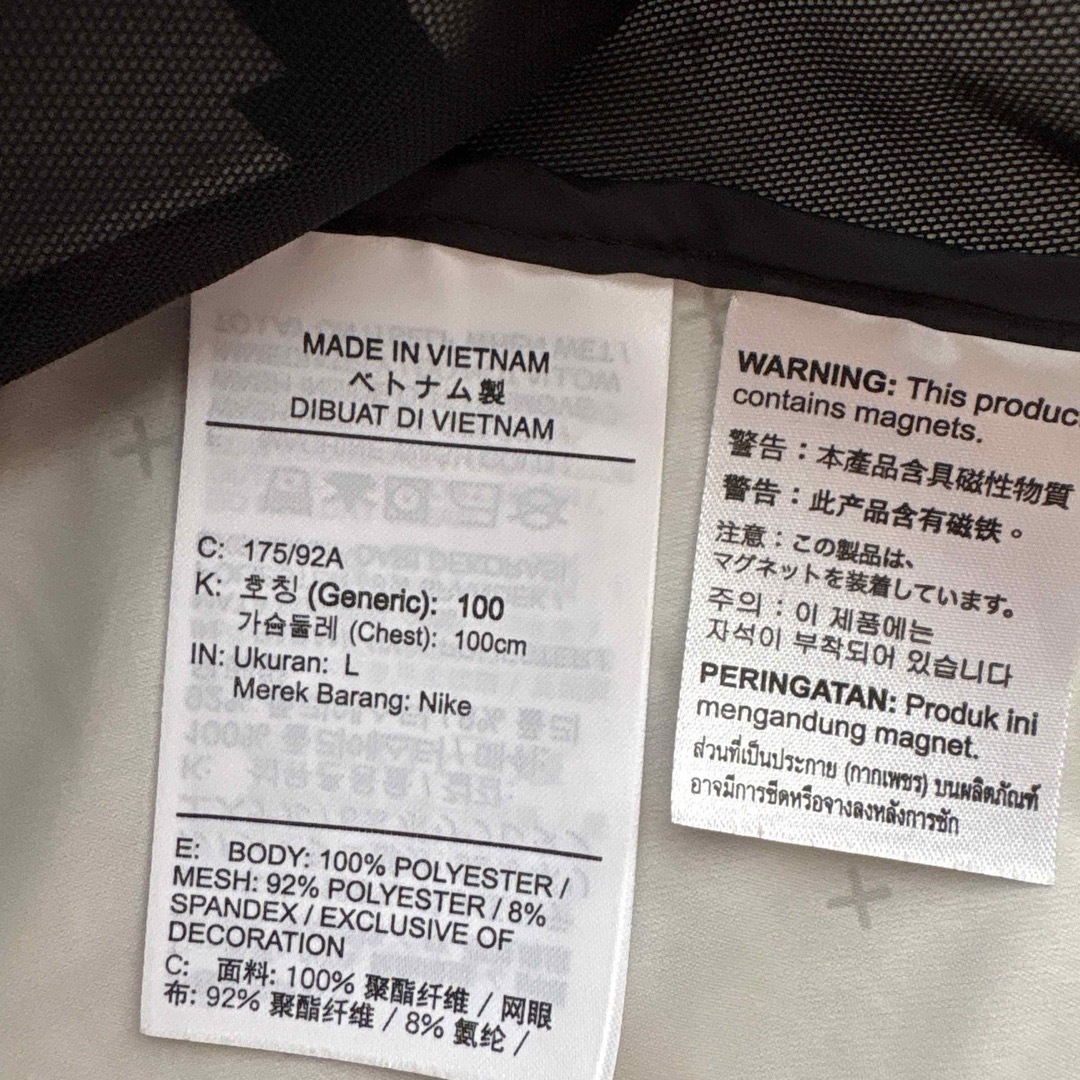 MADE IN VIETNAM
ベトナム製
DIBUAT DI VIETNAM
C: 175/92A
K: 호칭 (Generic): 100
가슴둘레 (Chest): 100cm
IN: Ukuran: L
Merek Barang: Nike
E: BODY: 100% POLYESTER /
MESH: 92% POLYESTER / 8%
SPANDEX / EXCLUSIVE OF
DECORATION
C: 面料: 100% 聚酯纤维 / 网眼
布: 92% 聚酯纤维 / 8% 氨纶 /
WARNING: This produc
contains magnets.
警告：本產品含具磁性物質
警告：此产品含有磁铁。
注意：この製品は、
マグネットを装着しています。
주의 : 이 제품에는
자석이 부착되어 있습니다
PERINGATAN: Produk ini
mengandung magnet.
ส่วนที่เป็นประกาย (กากเพชร) บนผลิตภัณฑ์
อาจมีการซีดหรือจางลงหลังการซัก